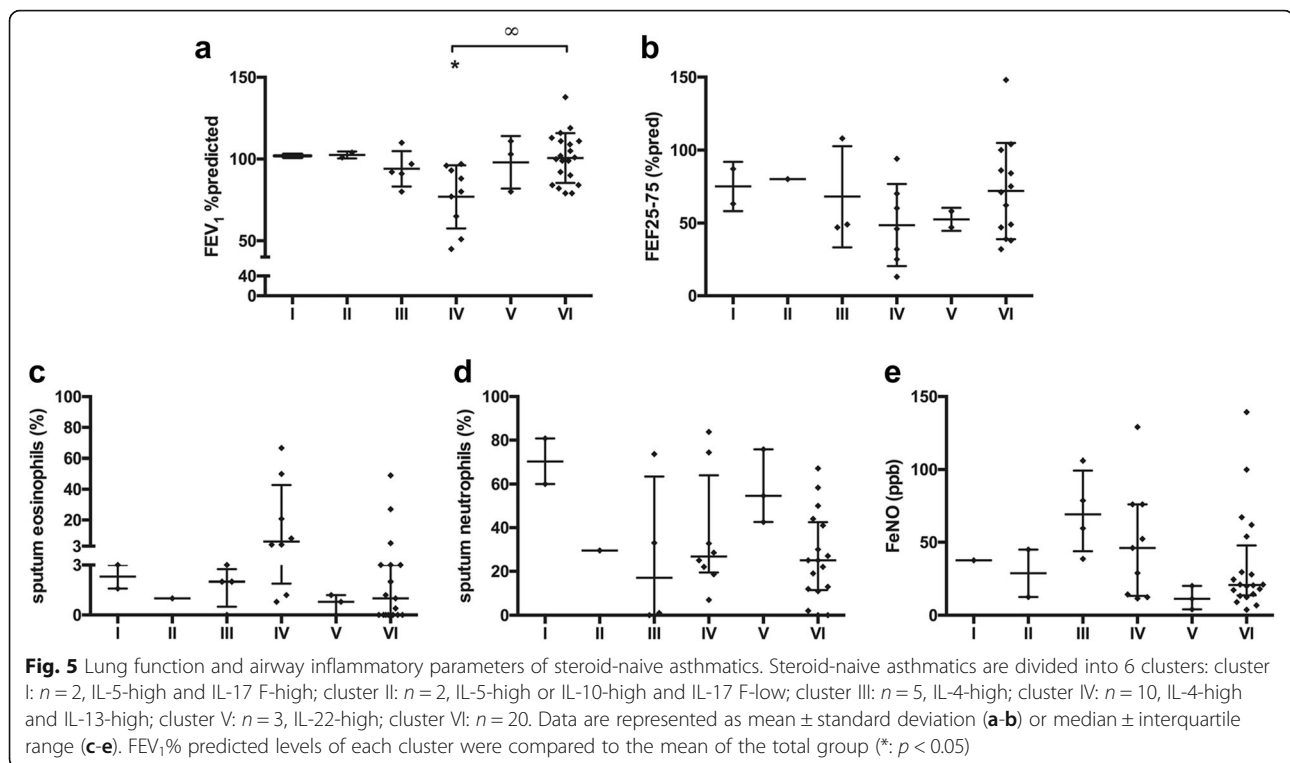 a
∞
*
FEV₁ %predicted
150
100
50
40
0
I II III IV V VI
b
FEF25-75 (%pred)
150
100
50
0
I II III IV V VI
c
sputum eosinophils (%)
100
80
60
40
20
3
3
0
I II III IV V VI
d
sputum neutrophils (%)
100
80
60
40
20
0
I II III IV V VI
e
FeNO (ppb)
150
100
50
0
I II III IV V VI
Fig. 5 Lung function and airway inflammatory parameters of steroid-naive asthmatics. Steroid-naive asthmatics are divided into 6 clusters: cluster
I: n = 2, IL-5-high and IL-17 F-high; cluster II: n = 2, IL-5-high or IL-10-high and IL-17 F-low; cluster III: n = 5, IL-4-high; cluster IV: n = 10, IL-4-high
and IL-13-high; cluster V: n = 3, IL-22-high; cluster VI: n = 20. Data are represented as mean ± standard deviation (a-b) or median ± interquartile
range (c-e). FEV₁% predicted levels of each cluster were compared to the mean of the total group (*: p < 0.05)